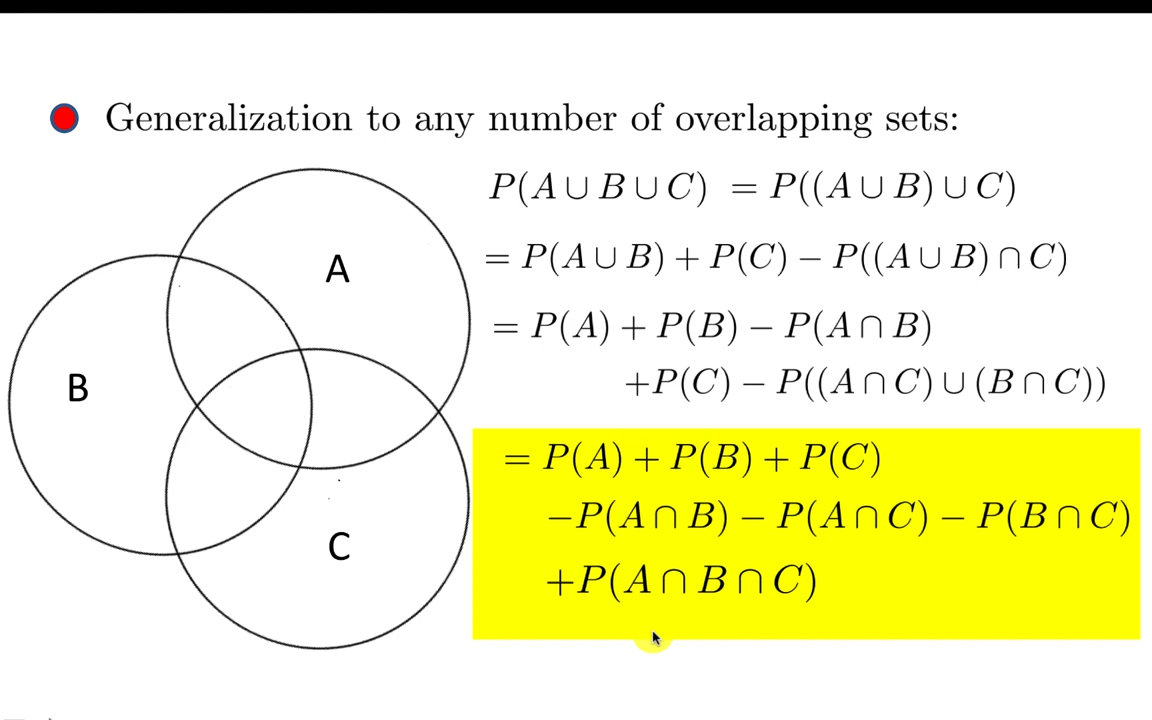 Generalization to any number of overlapping sets:
P(A ∪ B ∪ C) = P((A ∪ B) ∪ C)
= P(A ∪ B) + P(C) − P((A ∪ B) ∩ C)
= P(A) + P(B) − P(A ∩ B)
+P(C) − P((A ∩ C) ∪ (B ∩ C))
= P(A) + P(B) + P(C)
−P(A ∩ B) − P(A ∩ C) − P(B ∩ C)
+P(A ∩ B ∩ C)
A
B
C